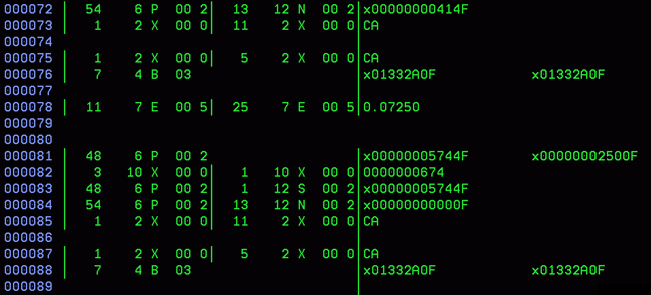 000072 54 6 P 00 2 13 12 N 00 2 x00000000414F
000073 1 2 X 00 0 11 2 X 00 0 CA
000074
000075 1 2 X 00 0 5 2 X 00 0 CA
000076 7 4 B 03 x01332A0F x01332A0F
000077
000078 11 7 E 00 5 25 7 E 00 5 0.07250
000079
000080
000081 48 6 P 00 2 x00000005744F x00000002500F
000082 3 10 X 00 0 1 10 X 00 0 0000000674
000083 48 6 P 00 2 1 12 S 00 2 x00000005744F
000084 54 6 P 00 2 13 12 N 00 2 x00000000000F
000085 1 2 X 00 0 11 2 X 00 0 CA
000086
000087 1 2 X 00 0 5 2 X 00 0 CA
000088 7 4 B 03 x01332A0F x01332A0F
000089